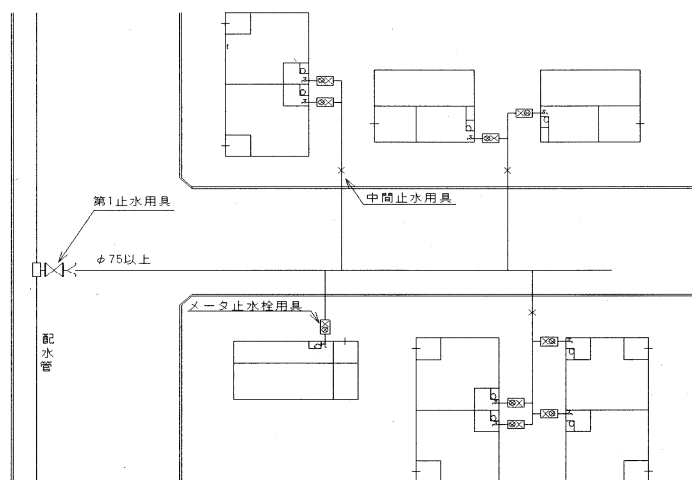 第1止水用具
中間止水用具
φ75以上
メータ止水栓用具
配水管